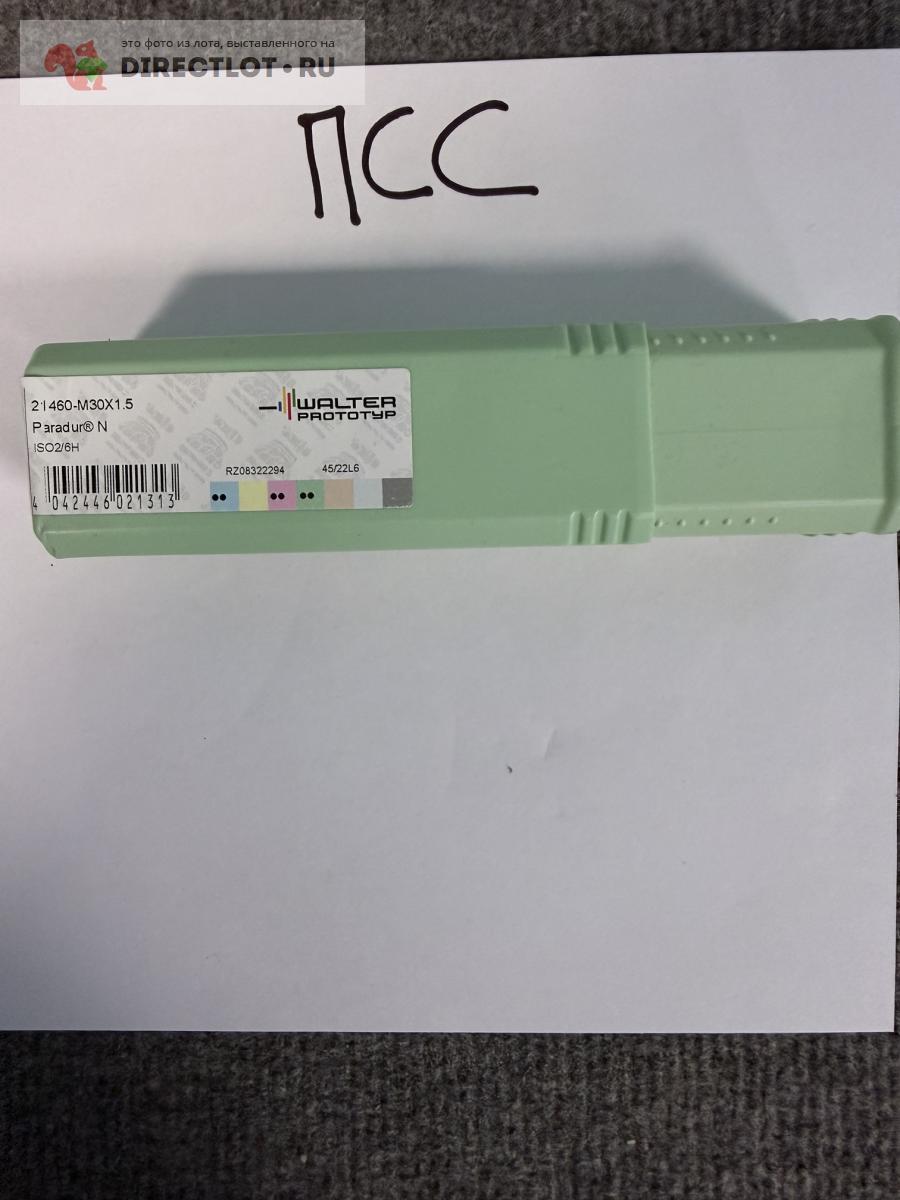 это фото из лота, выставленного на
DIRECTLOT•RU
ПСС
21460-M30X1.5
Paradur® N
ISO2/6H
WALTER
PROTOTYP
RZ08322294 45/22L6
4 042446 021313